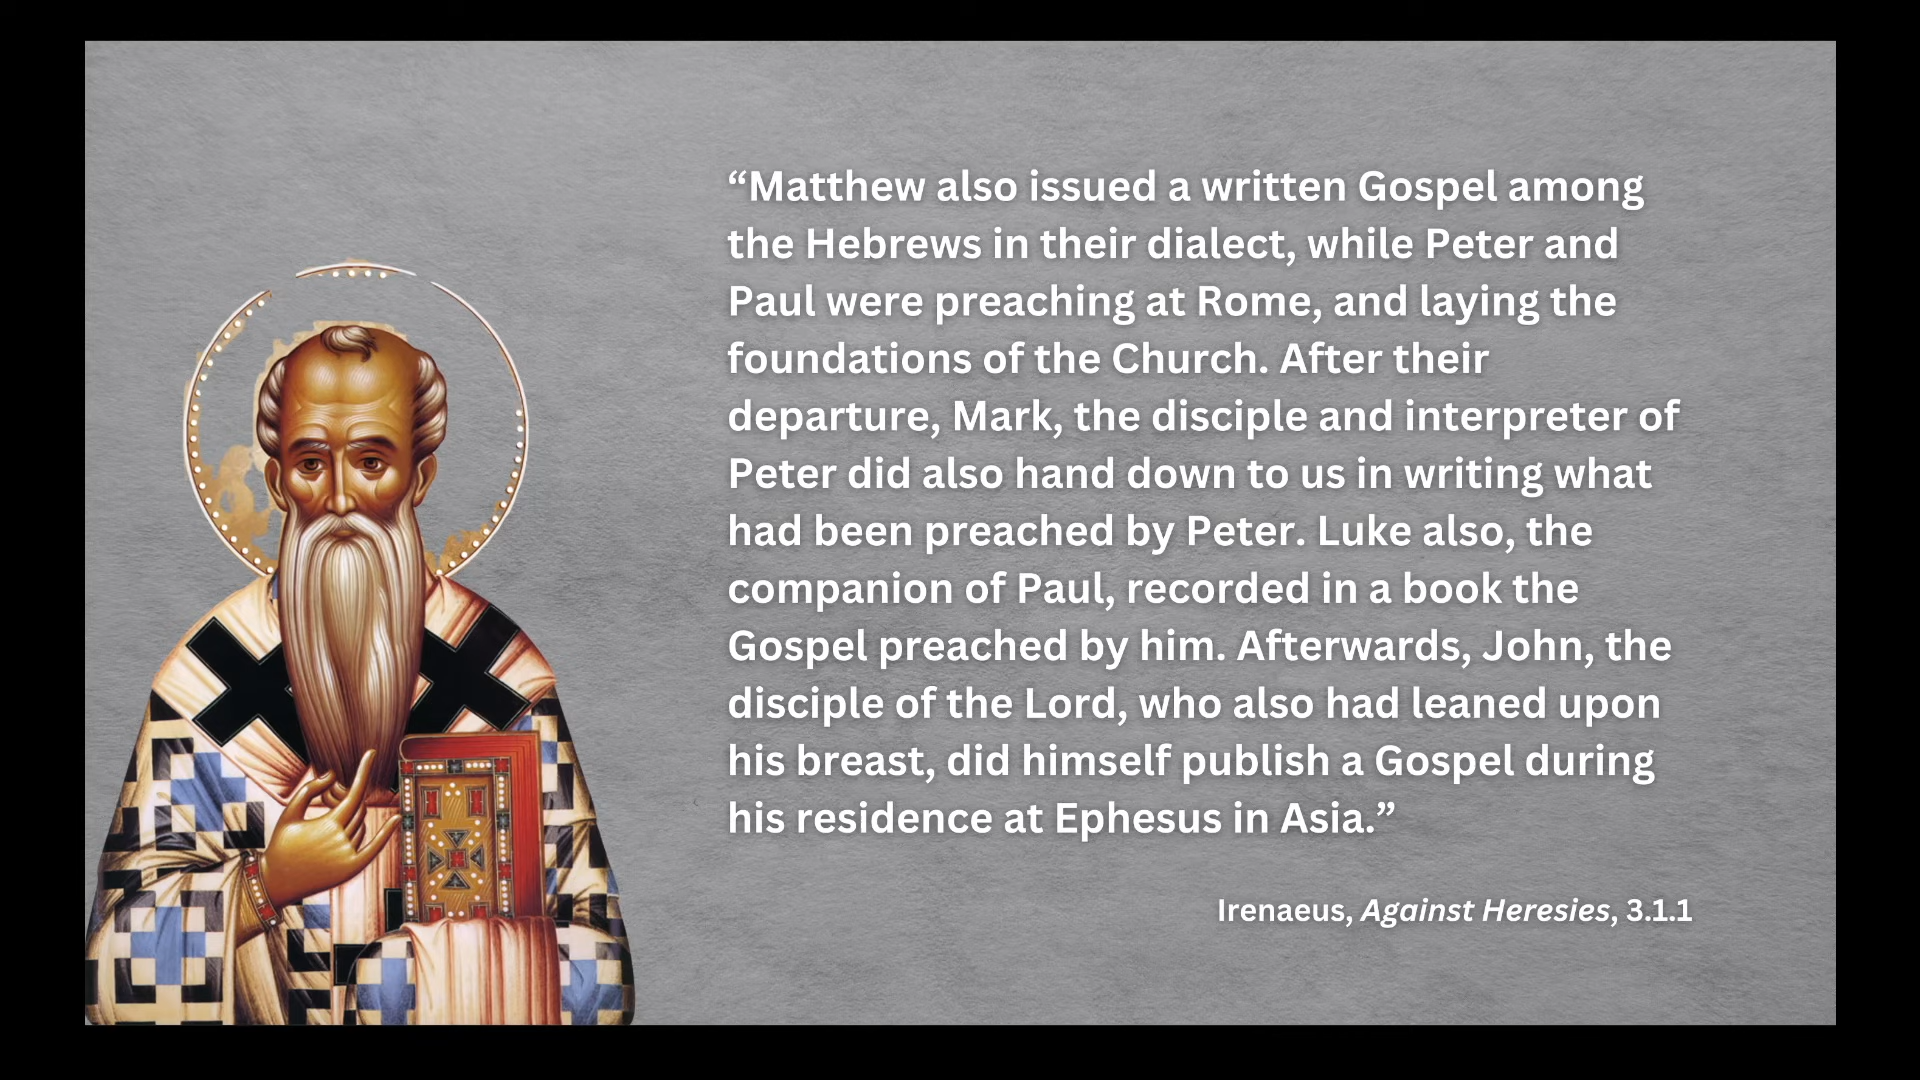 “Matthew also issued a written Gospel among
the Hebrews in their dialect, while Peter and
Paul were preaching at Rome, and laying the
foundations of the Church. After their
departure, Mark, the disciple and interpreter of
Peter did also hand down to us in writing what
had been preached by Peter. Luke also, the
companion of Paul, recorded in a book the
Gospel preached by him. Afterwards, John, the
disciple of the Lord, who also had leaned upon
his breast, did himself publish a Gospel during
his residence at Ephesus in Asia.”
Irenaeus, Against Heresies, 3.1.1